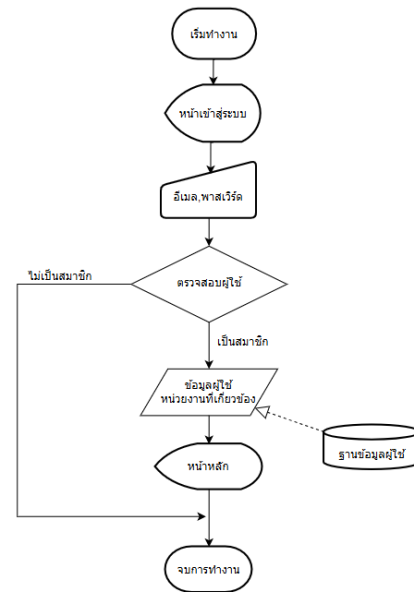 เริ่มทำงาน
หน้าเข้าสู่ระบบ
อีเมล,พาสเวิร์ด
ไม่เป็นสมาชิก
ตรวจสอบผู้ใช้
เป็นสมาชิก
ข้อมูลผู้ใช้
หน่วยงานที่เกี่ยวข้อง
ฐานข้อมูลผู้ใช้
หน้าหลัก
จบการทำงาน